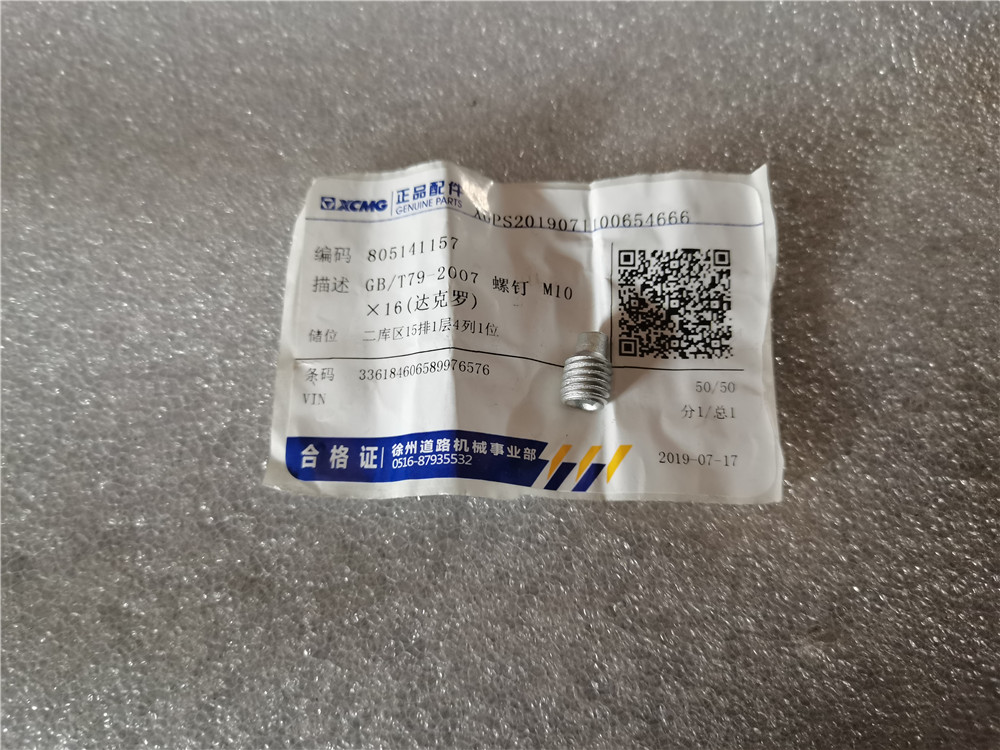 XCMG 正品配件
GENUINE PARTS
XGPS2019071100654666
编码 805141157
描述 GB/T79-2007 螺钉 M10
×16(达克罗)
储位 二库区15排1层4列1位
条码 336184606589976576
50/50
VIN
分1/总1
合格证 徐州道路机械事业部
0516-87935532
2019-07-17